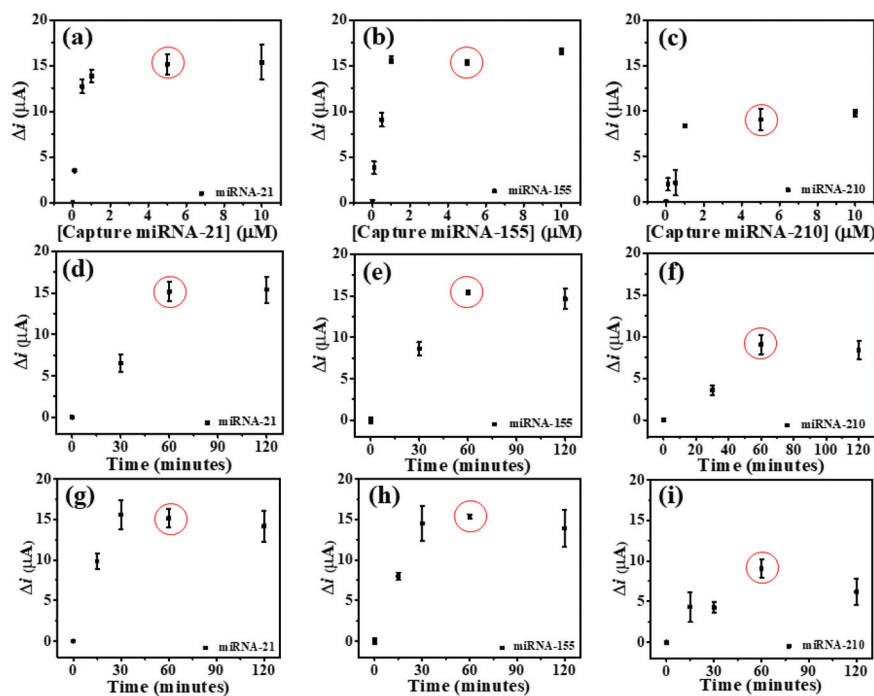 (a)
20
15
10
5
0
Δi (μA)
0 2 4 6 8 10
[Capture miRNA-21] (μM)
miRNA-21
(b)
20
15
10
5
0
Δi (μA)
0 2 4 6 8 10
[Capture miRNA-155] (μM)
miRNA-155
(c)
20
15
10
5
0
Δi (μA)
0 2 4 6 8 10
[Capture miRNA-210] (μM)
miRNA-210
(d)
20
15
10
5
0
Δi (μA)
0 30 60 90 120
Time (minutes)
miRNA-21
(e)
20
15
10
5
0
Δi (μA)
0 30 60 90 120
Time (minutes)
miRNA-155
(f)
20
15
10
5
0
Δi (μA)
0 20 40 60 80 100 120
Time (minutes)
miRNA-210
(g)
20
15
10
5
0
Δi (μA)
0 30 60 90 120
Time (minutes)
miRNA-21
(h)
20
15
10
5
0
Δi (μA)
0 30 60 90 120
Time (minutes)
miRNA-155
(i)
20
15
10
5
0
Δi (μA)
0 30 60 90 120
Time (minutes)
miRNA-210